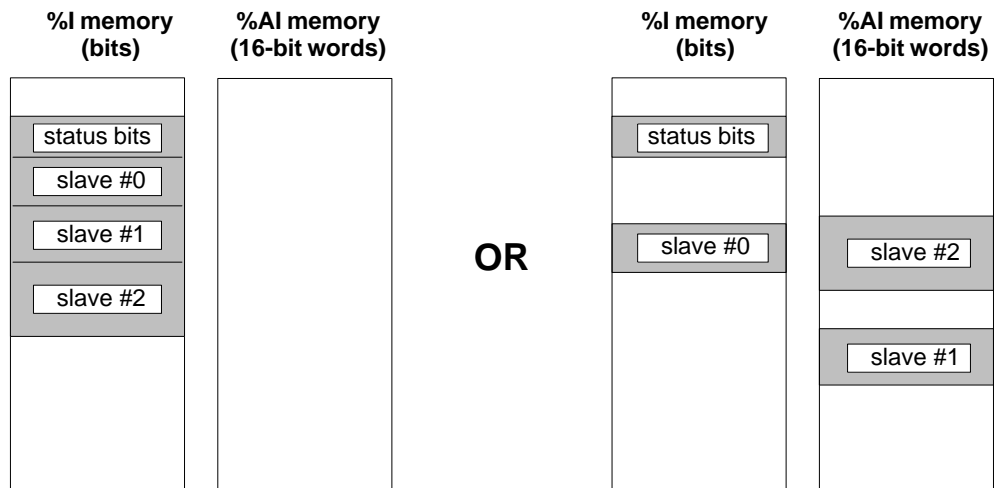 %I memory
(bits)
%AI memory
(16-bit words)
status bits
slave #0
slave #1
slave #2
OR
%I memory
(bits)
%AI memory
(16-bit words)
status bits
slave #0
slave #2
slave #1